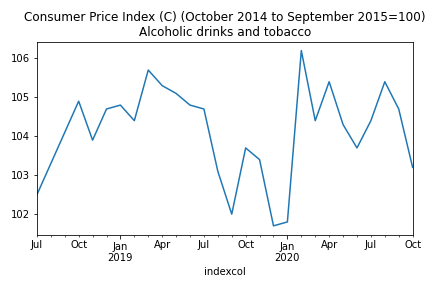 Consumer Price Index (C) (October 2014 to September 2015=100)
Alcoholic drinks and tobacco
106
105
104
103
102
Jul Oct Jan Apr Jul Oct Jan Apr Jul Oct
2019 2020
indexcol